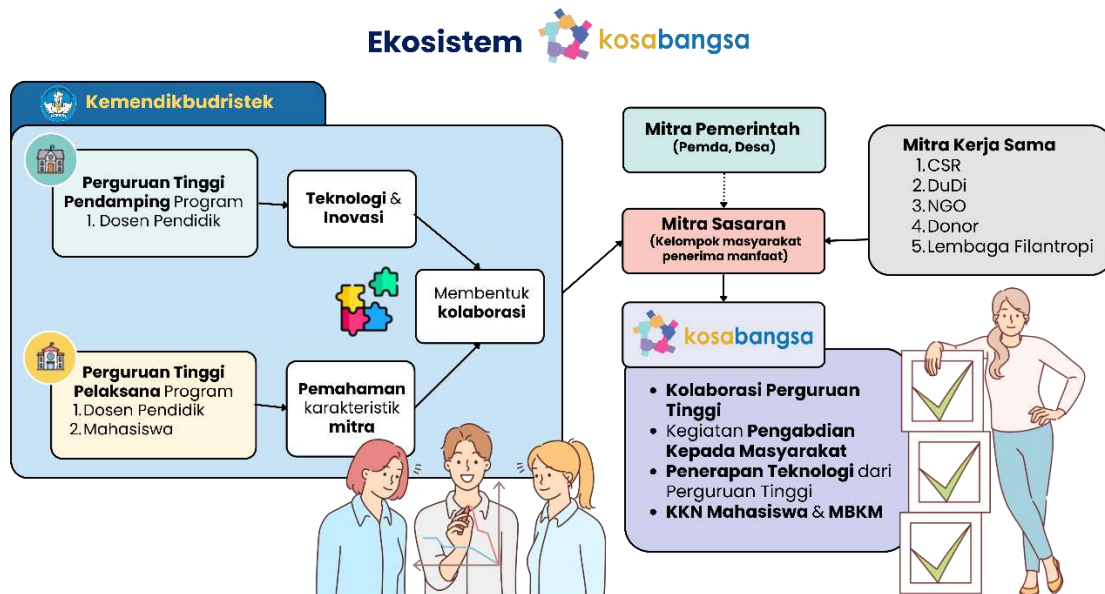 Ekosistem kosabangsa
Kemendikbudristek
Perguruan Tinggi
Pendamping Program
1. Dosen Pendidik
Teknologi &
Inovasi
Membentuk
kolaborasi
Perguruan Tinggi
Pelaksana Program
1. Dosen Pendidik
2. Mahasiswa
Pemahaman
karakteristik
mitra
Mitra Pemerintah
(Pemda, Desa)
Mitra Sasaran
(Kelompok masyarakat
penerima manfaat)
Mitra Kerja Sama
1. CSR
2. DuDi
3. NGO
4. Donor
5. Lembaga Filantropi
kosabangsa
• Kolaborasi Perguruan
Tinggi
• Kegiatan Pengabdian
Kepada Masyarakat
• Penerapan Teknologi dari
Perguruan Tinggi
• KKN Mahasiswa & MBKM